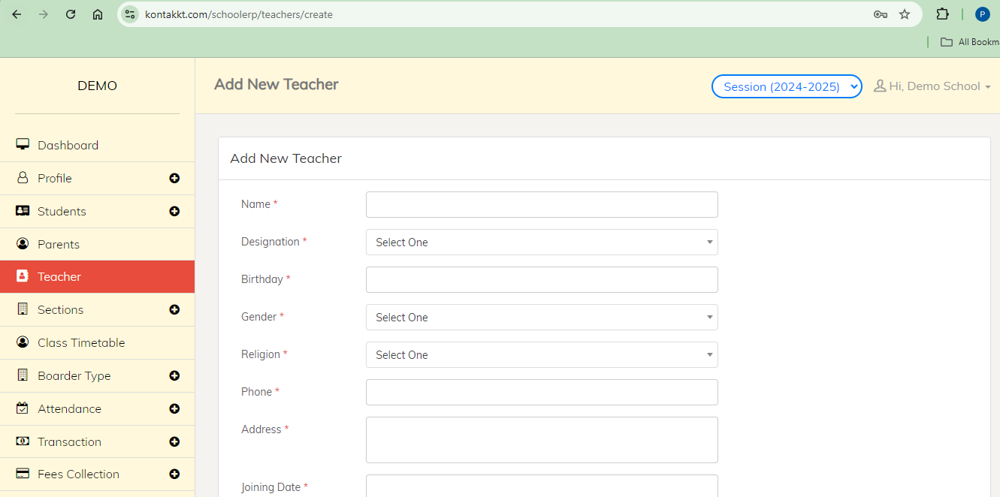 kontakkt.com/schoolerp/teachers/create
P
All Bookm
DEMO
Add New Teacher
Session (2024-2025)
Hi, Demo School
Dashboard
Profile
Students
Parents
Teacher
Sections
Class Timetable
Boarder Type
Attendance
Transaction
Fees Collection
Add New Teacher
Name *
Designation * Select One
Birthday *
Gender * Select One
Religion * Select One
Phone *
Address *
Joining Date *